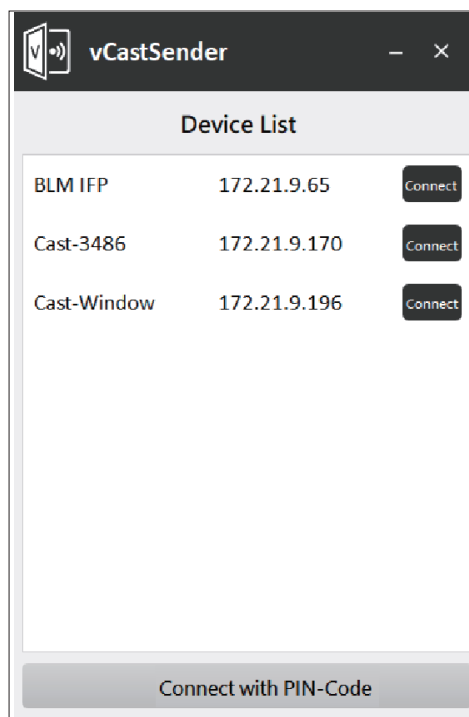 V vCastSender
Device List
BLM IFP 172.21.9.65 Connect
Cast-3486 172.21.9.170 Connect
Cast-Window 172.21.9.196 Connect
Connect with PIN-Code